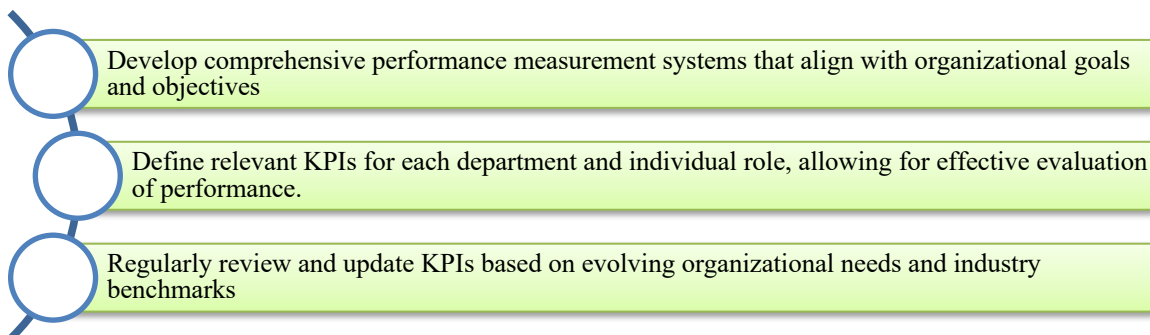 Develop comprehensive performance measurement systems that align with organizational goals
and objectives
Define relevant KPIs for each department and individual role, allowing for effective evaluation
of performance.
Regularly review and update KPIs based on evolving organizational needs and industry
benchmarks